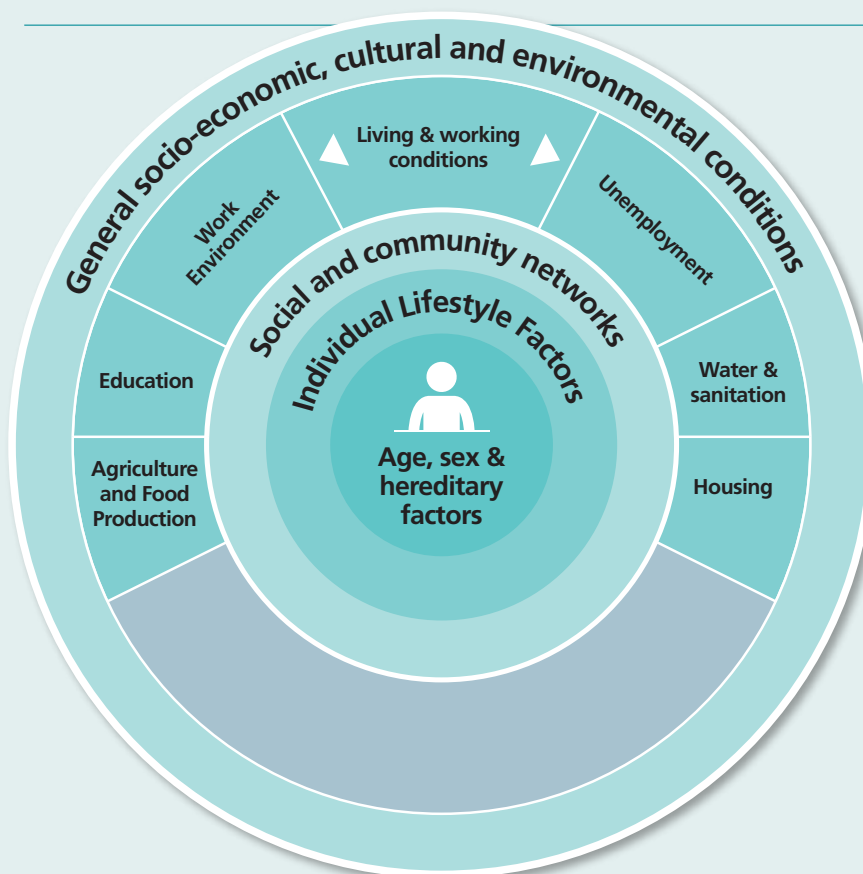 General socio-economic, cultural and environmental conditions
Living & working
conditions
Work
Environment
Unemployment
Social and community networks
Individual Lifestyle Factors
Education
Water &
sanitation
Age, sex &
hereditary
factors
Agriculture
and Food
Production
Housing